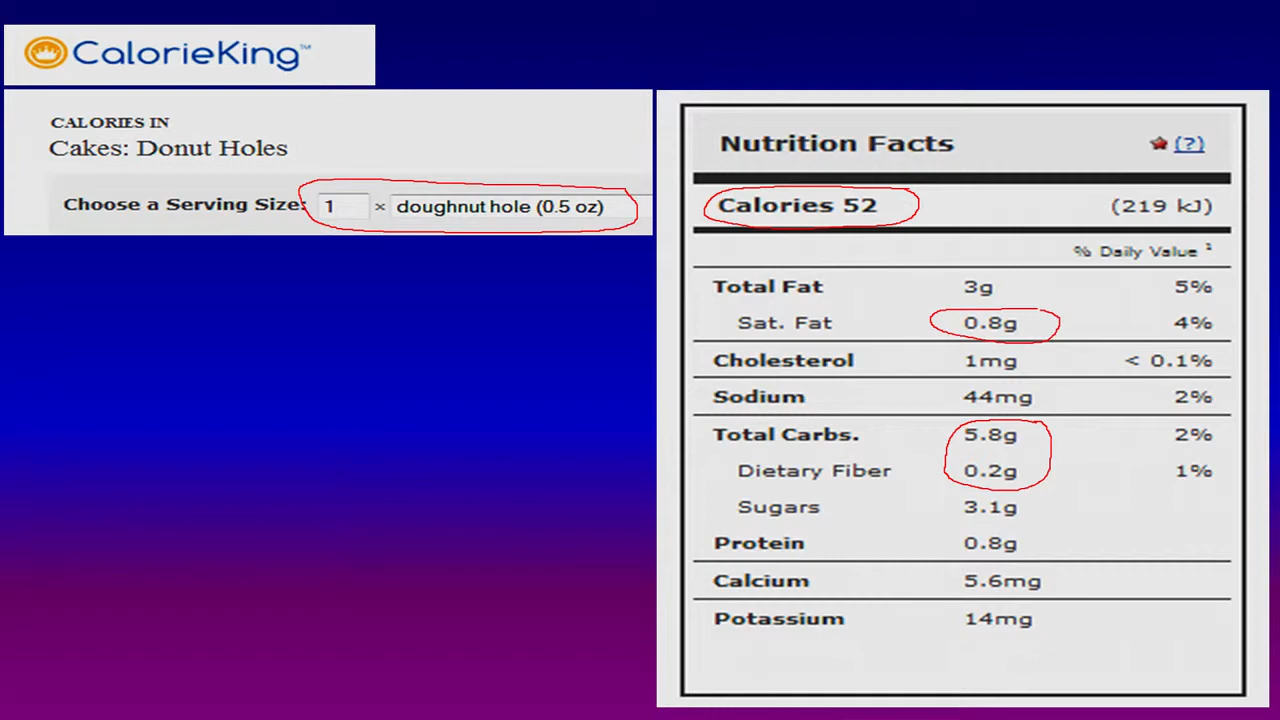 CalorieKing™
CALORIES IN
Cakes: Donut Holes
Choose a Serving Size: 1 × doughnut hole (0.5 oz)
Nutrition Facts (?)
Calories 52 (219 kJ)
% Daily Value 1
Total Fat 3g 5%
Sat. Fat 0.8g 4%
Cholesterol 1mg < 0.1%
Sodium 44mg 2%
Total Carbs. 5.8g 2%
Dietary Fiber 0.2g 1%
Sugars 3.1g
Protein 0.8g
Calcium 5.6mg
Potassium 14mg